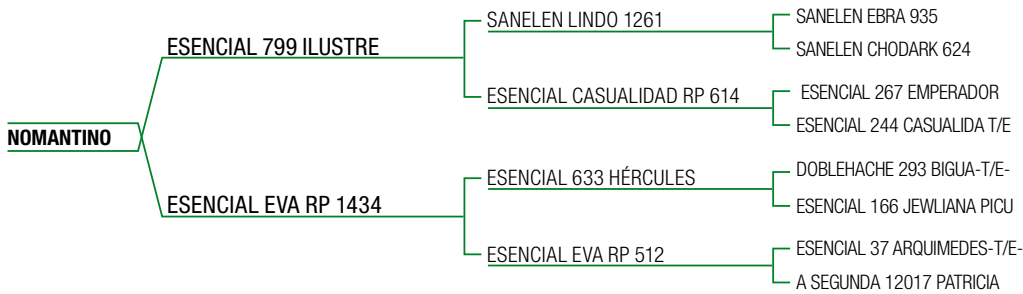 SANELEN LINDO 1261
SANELEN EBRA 935
SANELEN CHODARK 624
ESENCIAL 799 ILUSTRE
ESENCIAL CASUALIDAD RP 614
ESENCIAL 267 EMPERADOR
ESENCIAL 244 CASUALIDA T/E
NOMANTINO
ESENCIAL 633 HÉRCULES
DOBLEHACHE 293 BIGUA-T/E-
ESENCIAL 166 JEWLIANA PICU
ESENCIAL EVA RP 1434
ESENCIAL EVA RP 512
ESENCIAL 37 ARQUIMEDES-T/E-
A SEGUNDA 12017 PATRICIA